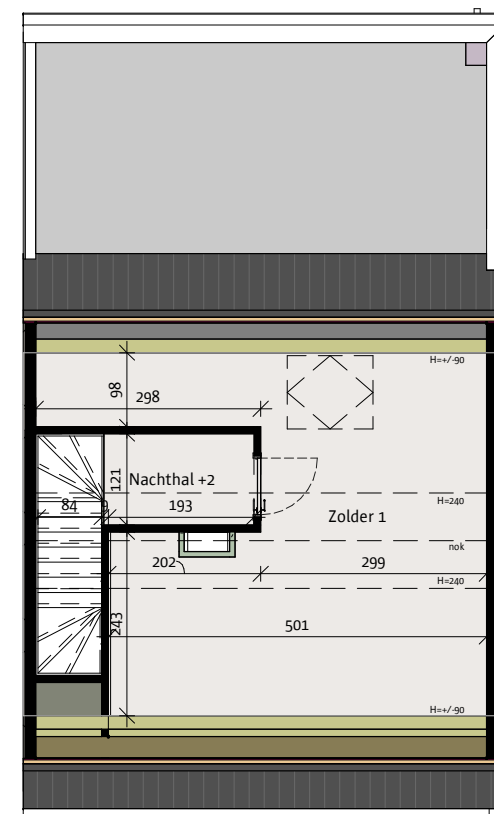 H=+/-90
98
298
121
Nachthal +2
84
193
H=240
Zolder 1
nok
202
299
H=240
243
501
H=+/-90